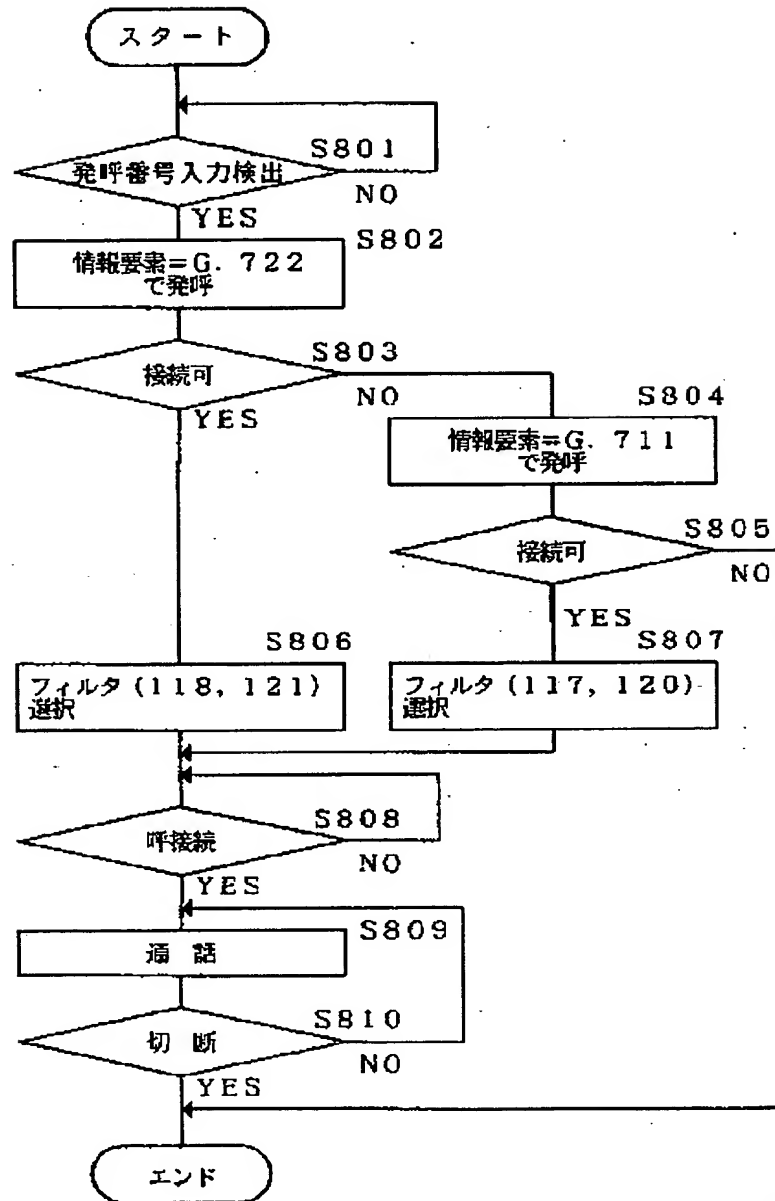 スタート
S801
発呼番号入力検出
NO
YES
S802
情報要素=G. 722
で発呼
S803
接続可
NO
YES
S804
情報要素=G. 711
で発呼
S805
接続可
NO
YES
S806
フィルタ (118, 121)
選択
S807
フィルタ (117, 120)
選択
S808
呼接続
NO
YES
S809
通 話
S810
切 断
NO
YES
エンド